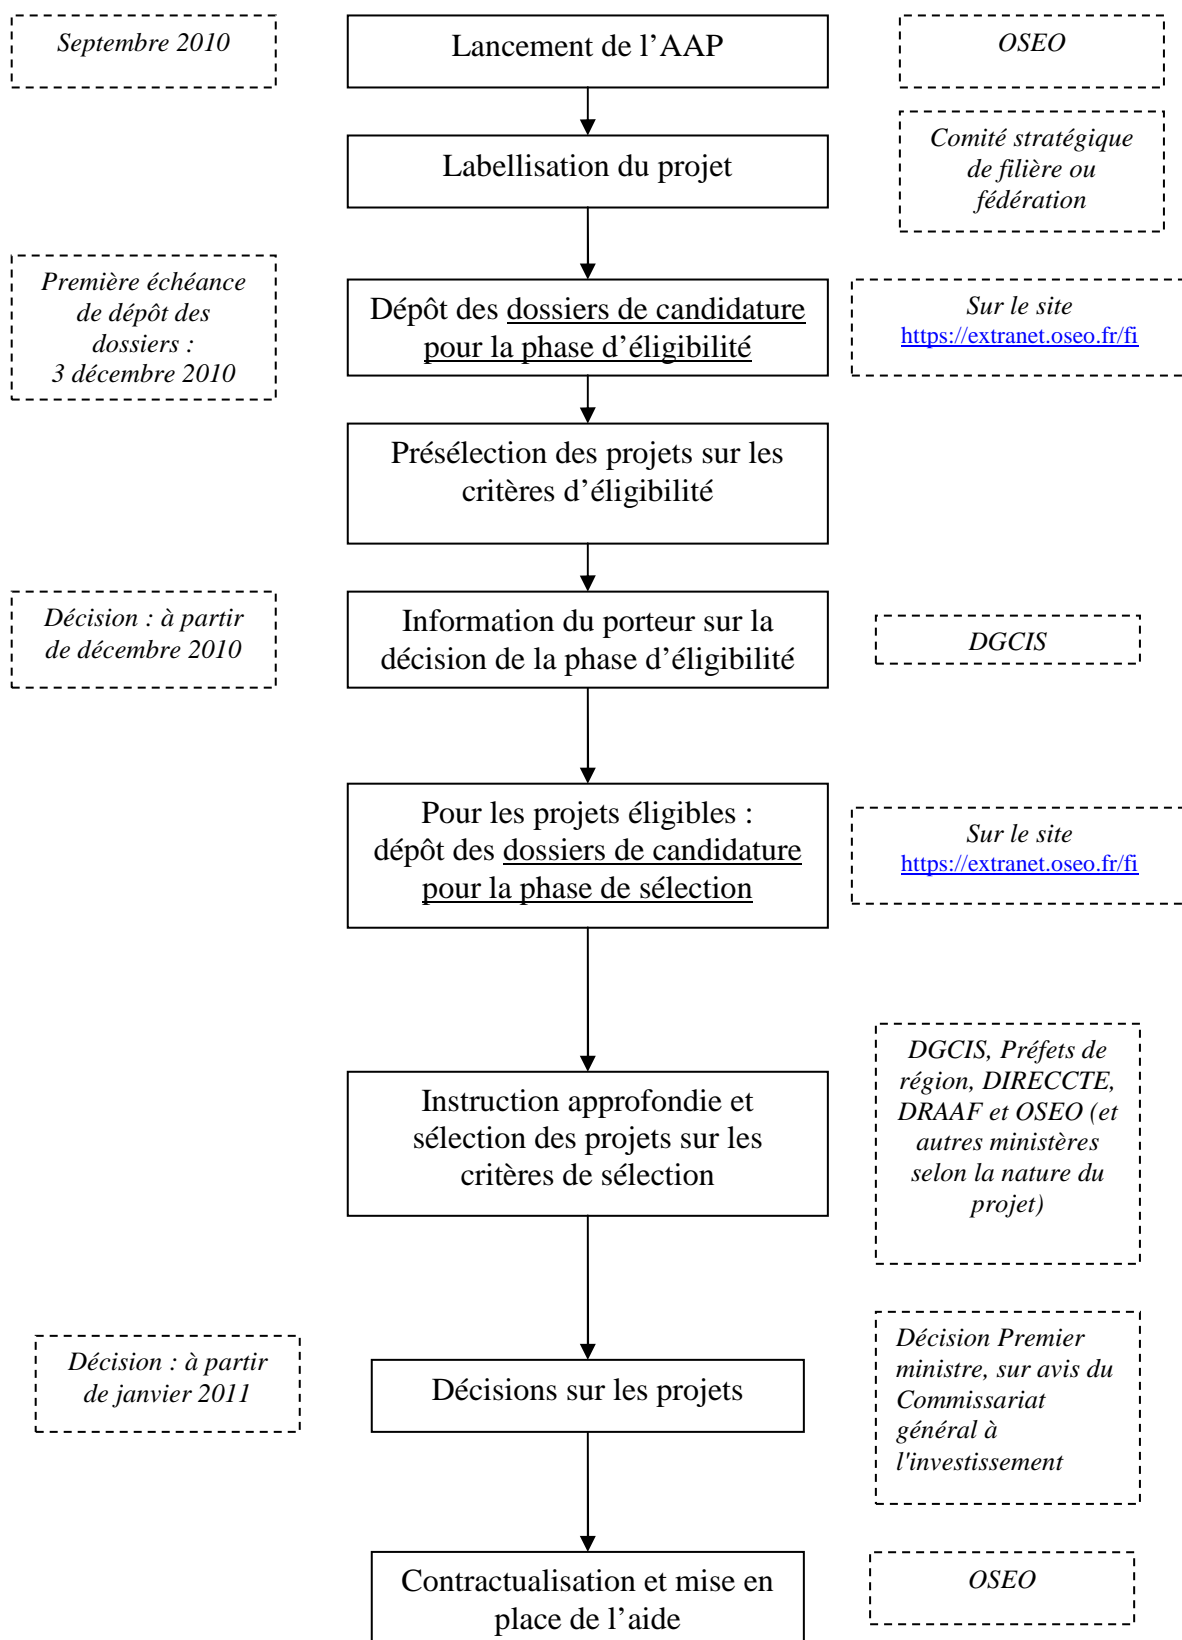 Septembre 2010
Lancement de l’AAP
OSEO
Labellisation du projet
Comité stratégique
de filière ou
fédération
Première échéance
de dépôt des
dossiers :
3 décembre 2010
Dépôt des dossiers de candidature
pour la phase d’éligibilité
Sur le site
https://extranet.oseo.fr/fi
Présélection des projets sur les
critères d’éligibilité
Décision : à partir
de décembre 2010
Information du porteur sur la
décision de la phase d’éligibilité
DGCIS
Pour les projets éligibles :
dépôt des dossiers de candidature
pour la phase de sélection
Sur le site
https://extranet.oseo.fr/fi
Instruction approfondie et
sélection des projets sur les
critères de sélection
DGCIS, Préfets de
région, DIRECCTE,
DRAAF et OSEO (et
autres ministères
selon la nature du
projet)
Décision : à partir
de janvier 2011
Décisions sur les projets
Décision Premier
ministre, sur avis du
Commissariat
général à
l'investissement
Contractualisation et mise en
place de l’aide
OSEO